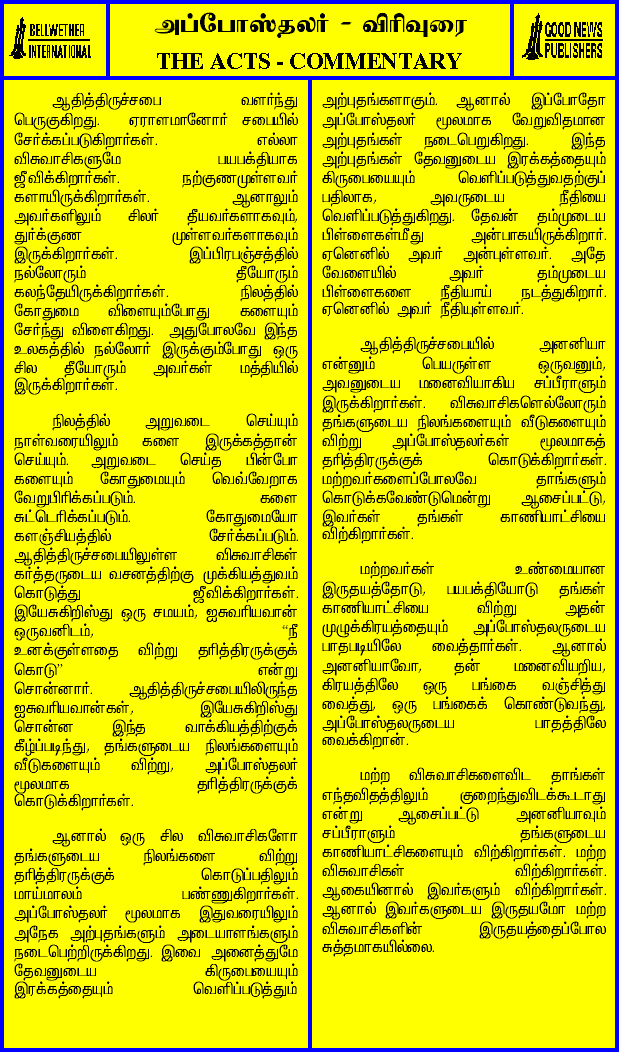 BELLWETHER
INTERNATIONAL
அப்போஸ்தலர் - விரிவுரை
THE ACTS - COMMENTARY
GOOD NEWS
PUBLISHERS
ஆதித்திருச்சபை வளர்ந்து
பெருகுகிறது. ஏராளமானோர் சபையில்
சேர்க்கப்படுகிறார்கள். எல்லா
விசுவாசிகளுமே பயபக்தியாக
ஜீவிக்கிறார்கள். நற்குணமுள்ளவர்
களாயிருக்கிறார்கள். ஆனாலும்
அவர்களிலும் சிலர் தீயவர்களாகவும்,
துர்க்குண முள்ளவர்களாகவும்
இருக்கிறார்கள். இப்பிரபஞ்சத்தில்
நல்லோரும் தீயோரும்
கலந்தேயிருக்கிறார்கள். நிலத்தில்
கோதுமை விளையும்போது களையும்
சேர்ந்து விளைகிறது. அதுபோலவே இந்த
உலகத்தில் நல்லோர் இருக்கும்போது ஒரு
சில தீயோரும் அவர்கள் மத்தியில்
இருக்கிறார்கள்.
நிலத்தில் அறுவடை செய்யும்
நாள்வரையிலும் களை இருக்கத்தான்
செய்யும். அறுவடை செய்த பின்போ
களையும் கோதுமையும் வெவ்வேறாக
வேறுபிரிக்கப்படும். களை
சுட்டெரிக்கப்படும். கோதுமையோ
களஞ்சியத்தில் சேர்க்கப்படும்.
ஆதித்திருச்சபையிலுள்ள விசுவாசிகள்
கர்த்தருடைய வசனத்திற்கு முக்கியத்துவம்
கொடுத்து ஜீவிக்கிறார்கள்.
இயேசுகிறிஸ்து ஒரு சமயம், ஐசுவரியவான்
ஒருவனிடம், “நீ
உனக்குள்ளதை விற்று தரித்திரருக்குக்
கொடு” என்று
சொன்னார். ஆதித்திருச்சபையிலிருந்த
ஐசுவரியவான்கள், இயேசுகிறிஸ்து
சொன்ன இந்த வாக்கியத்திற்குக்
கீழ்ப்படிந்து, தங்களுடைய நிலங்களையும்
வீடுகளையும் விற்று, அப்போஸ்தலர்
மூலமாக தரித்திரருக்குக்
கொடுக்கிறார்கள்.
ஆனால் ஒரு சில விசுவாசிகளோ
தங்களுடைய நிலங்களை விற்று
தரித்திரருக்குக் கொடுப்பதிலும்
மாய்மாலம் பண்ணுகிறார்கள்.
அப்போஸ்தலர் மூலமாக இதுவரையிலும்
அநேக அற்புதங்களும் அடையாளங்களும்
நடைபெற்றிருக்கிறது. இவை அனைத்துமே
தேவனுடைய கிருபையையும்
இரக்கத்தையும் வெளிப்படுத்தும்
அற்புதங்களாகும். ஆனால் இப்போதோ
அப்போஸ்தலர் மூலமாக வேறுவிதமான
அற்புதங்கள் நடைபெறுகிறது. இந்த
அற்புதங்கள் தேவனுடைய இரக்கத்தையும்
கிருபையையும் வெளிப்படுத்துவதற்குப்
பதிலாக, அவருடைய நீதியை
வெளிப்படுத்துகிறது. தேவன் தம்முடைய
பிள்ளைகள்மீது அன்பாகயிருக்கிறார்.
ஏனெனில் அவர் அன்புள்ளவர். அதே
வேளையில் அவர் தம்முடைய
பிள்ளைகளை நீதியாய் நடத்துகிறார்.
ஏனெனில் அவர் நீதியுள்ளவர்.
ஆதித்திருச்சபையில் அனனியா
என்னும் பெயருள்ள ஒருவனும்,
அவனுடைய மனைவியாகிய சப்பீராளும்
இருக்கிறார்கள். விசுவாசிகளெல்லோரும்
தங்களுடைய நிலங்களையும் வீடுகளையும்
விற்று அப்போஸ்தலர்கள் மூலமாகத்
தரித்திரருக்குக் கொடுக்கிறார்கள்.
மற்றவர்களைப்போலவே தாங்களும்
கொடுக்கவேண்டுமென்று ஆசைப்பட்டு,
இவர்கள் தங்கள் காணியாட்சியை
விற்கிறார்கள்.
மற்றவர்கள் உண்மையான
இருதயத்தோடு, பயபக்தியோடு தங்கள்
காணியாட்சியை விற்று அதன்
முழுக்கிரயத்தையும் அப்போஸ்தலருடைய
பாதபடியிலே வைத்தார்கள். ஆனால்
அனனியாவோ, தன் மனைவியறிய,
கிரயத்திலே ஒரு பங்கை வஞ்சித்து
வைத்து, ஒரு பங்கைக் கொண்டுவந்து,
அப்போஸ்தலருடைய பாதத்திலே
வைக்கிறான்.
மற்ற விசுவாசிகளைவிட தாங்கள்
எந்தவிதத்திலும் குறைந்துவிடக்கூடாது
என்று ஆசைப்பட்டு அனனியாவும்
சப்பீராளும் தங்களுடைய
காணியாட்சிகளையும் விற்கிறார்கள். மற்ற
விசுவாசிகள் விற்கிறார்கள்.
ஆகையினால் இவர்களும் விற்கிறார்கள்.
ஆனால் இவர்களுடைய இருதயமோ மற்ற
விசுவாசிகளின் இருதயத்தைப்போல
சுத்தமாகயில்லை.